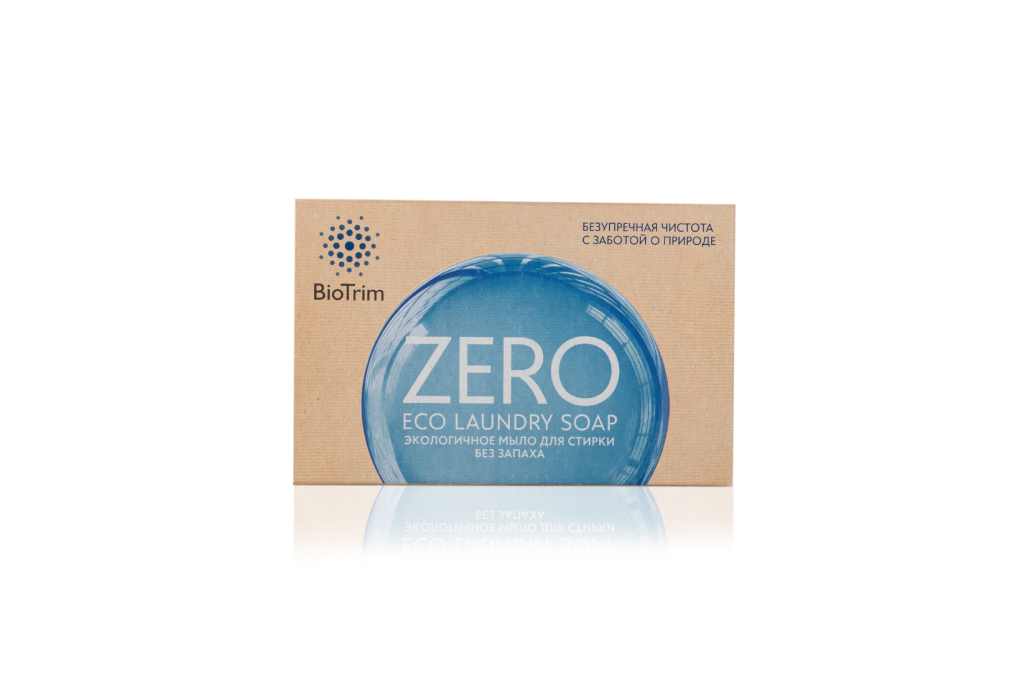 BioTrim
БЕЗУПРЕЧНАЯ ЧИСТОТА
С ЗАБОТОЙ О ПРИРОДЕ
ZERO
ECO LAUNDRY SOAP
ЭКОЛОГИЧНОЕ МЫЛО ДЛЯ СТИРКИ
БЕЗ ЗАПАХА